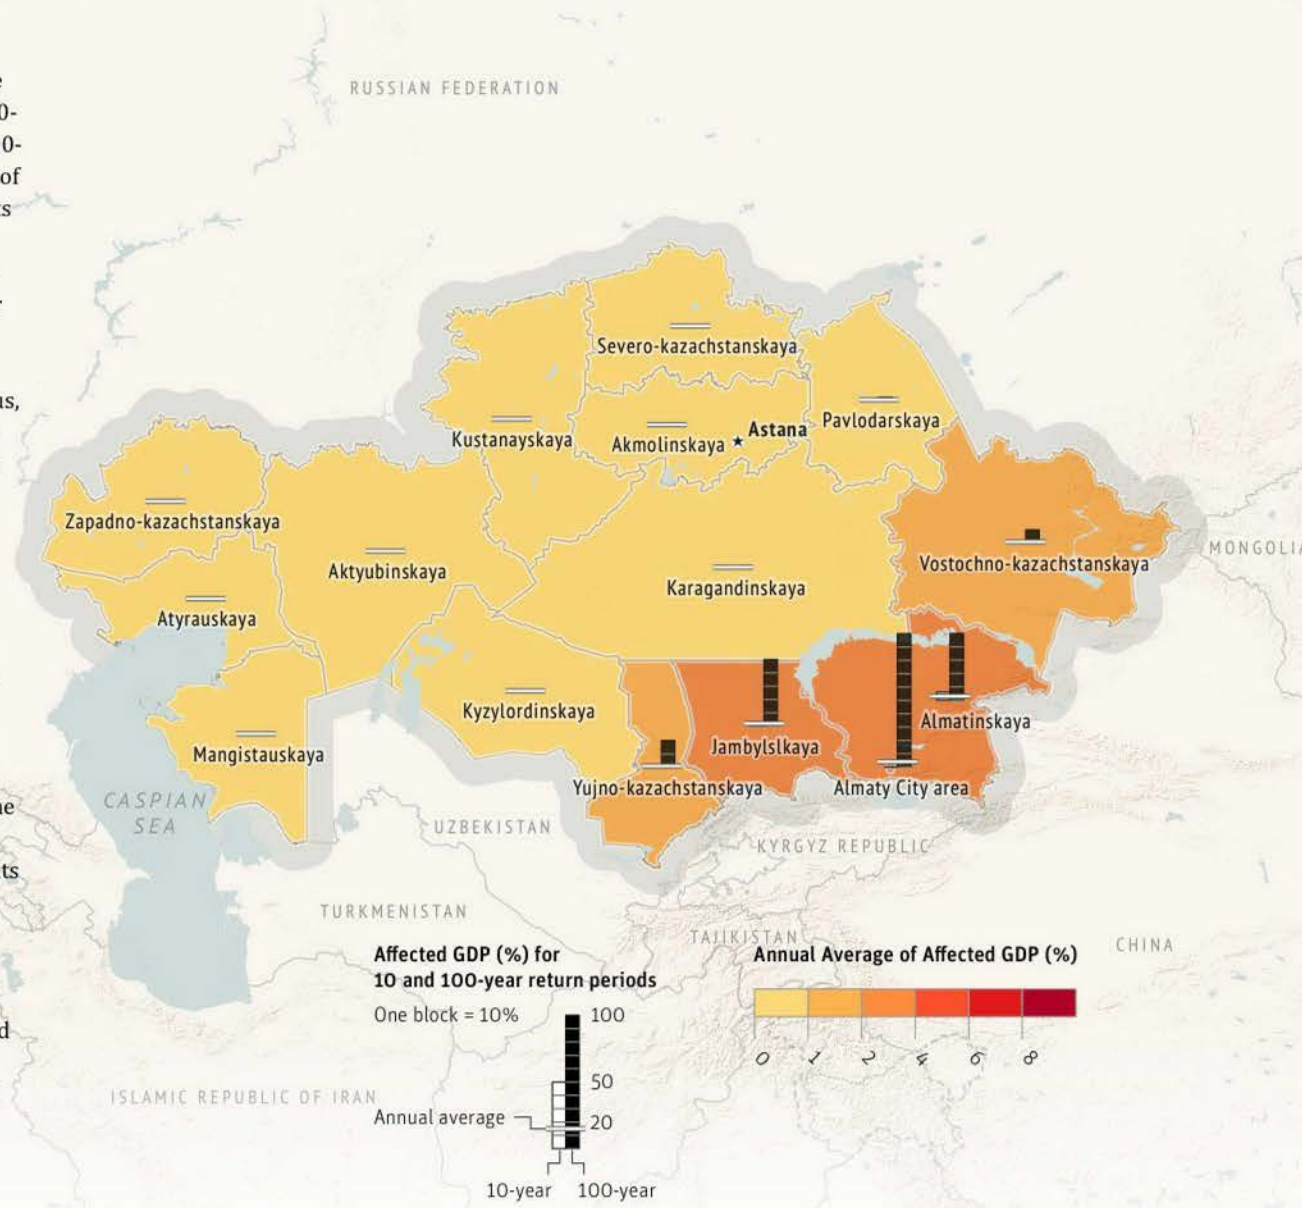 0-
0-
of
RUSSIAN FEDERATION
Severo-kazachstanskaya
Pavlodarskaya
Astana
Kustanayskaya
Akmolinskaya
Zapadno-kazachstanskaya
MONGOLIA
Vostochno-kazachstanskaya
Aktyubinskaya
Karagandinskaya
Atyrauskaya
Kyzylordinskaya
Almatinskaya
Jambylslkaya
Mangistauskaya
Yujno-kazachstanskaya
Almaty City area
CASPIAN
SEA
UZBEKISTAN
KYRGYZ REPUBLIC
TURKMENISTAN
TAJIKISTAN
CHINA
Affected GDP (%) for
10 and 100-year return periods
One block = 10%
100
50
20
Annual average
10-year 100-year
Annual Average of Affected GDP (%)
0 1 2 4 6 8
ISLAMIC REPUBLIC OF IRAN